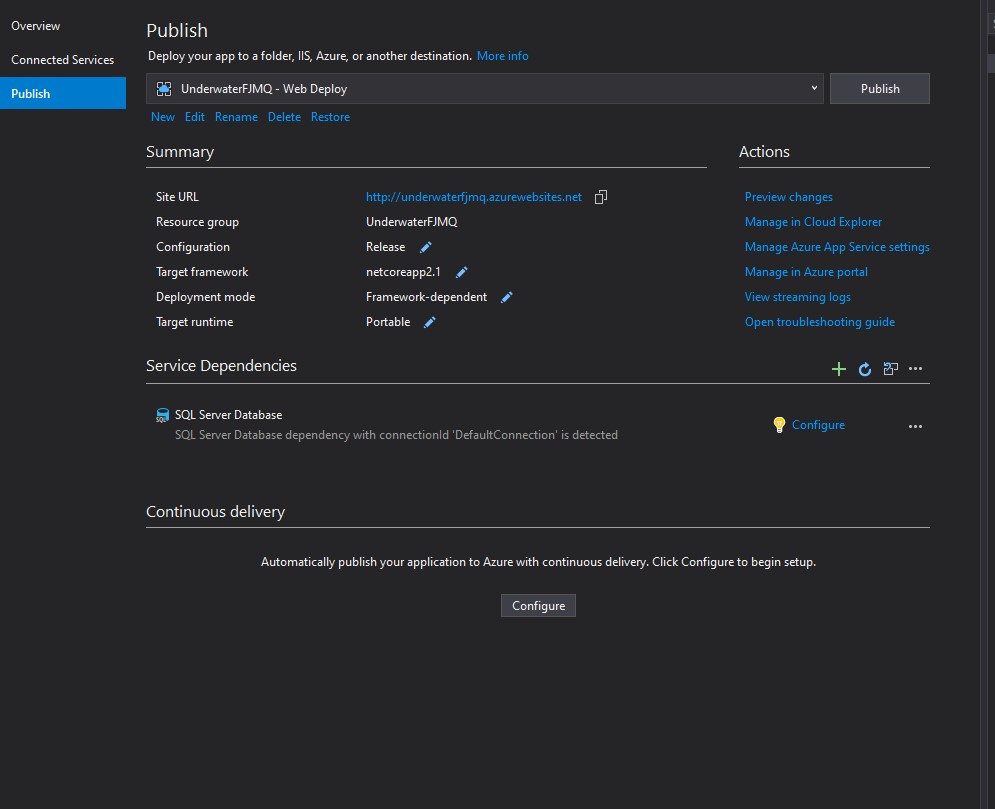 Overview
Connected Services
Publish
Publish
Deploy your app to a folder, IIS, Azure, or another destination. More info
UnderwaterFJMQ - Web Deploy
Publish
New Edit Rename Delete Restore
Summary
Site URL http://underwaterfjmq.azurewebsites.net
Resource group UnderwaterFJMQ
Configuration Release
Target framework netcoreapp2.1
Deployment mode Framework-dependent
Target runtime Portable
Actions
Preview changes
Manage in Cloud Explorer
Manage Azure App Service settings
Manage in Azure portal
View streaming logs
Open troubleshooting guide
Service Dependencies
SQL
SQL Server Database
SQL Server Database dependency with connectionId 'DefaultConnection' is detected
Configure
Continuous delivery
Automatically publish your application to Azure with continuous delivery. Click Configure to begin setup.
Configure